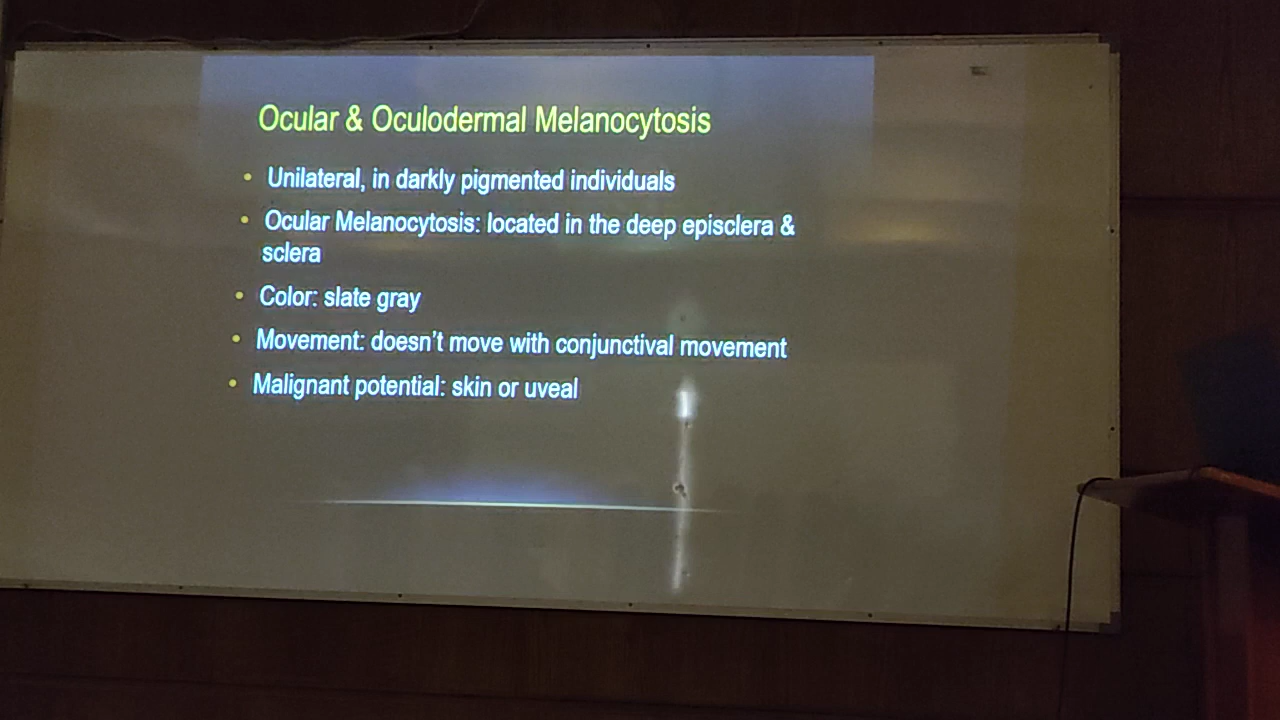 Ocular & Oculodermal Melanocytosis
• Unilateral, in darkly pigmented individuals
• Ocular Melanocytosis: located in the deep episclera &
sclera
• Color: slate gray
• Movement: doesn't move with conjunctival movement
• Malignant potential: skin or uveal